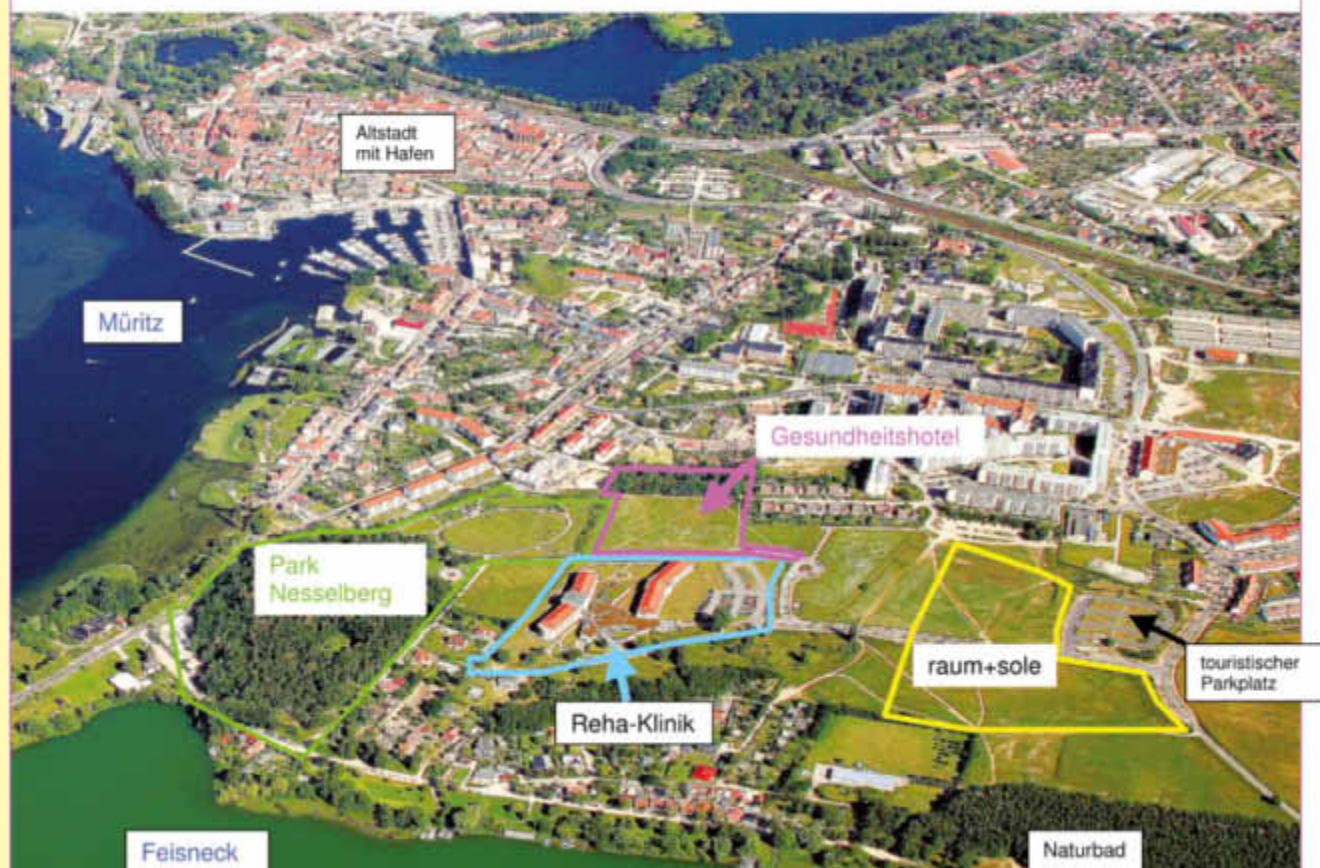 Altstadt
mit Hafen
Müritz
Gesundheitshotel
Park
Nesselberg
raum+sole
touristischer
Parkplatz
Reha-Klinik
Feisneck
Naturbad